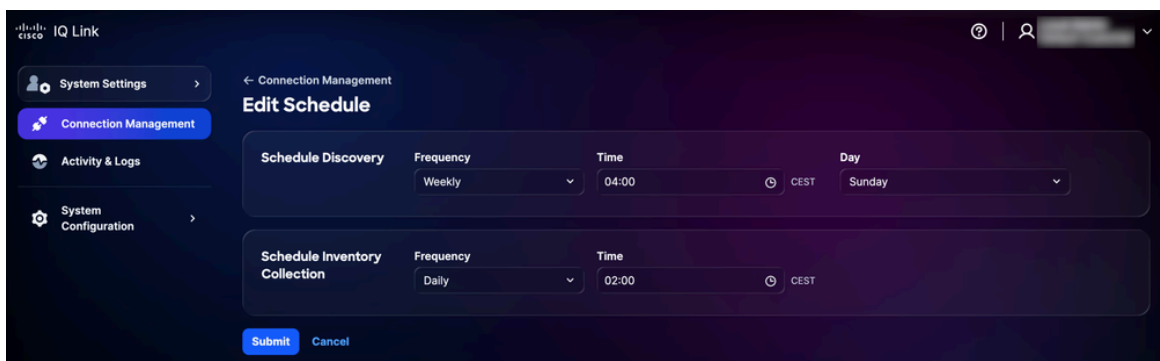 cisco IQ Link
System Settings
← Connection Management
Edit Schedule
Connection Management
Activity & Logs
System
Configuration
Schedule Discovery
Frequency
Time
Day
Weekly
04:00
CEST
Sunday
Schedule Inventory
Collection
Frequency
Time
Daily
02:00
CEST
Submit
Cancel